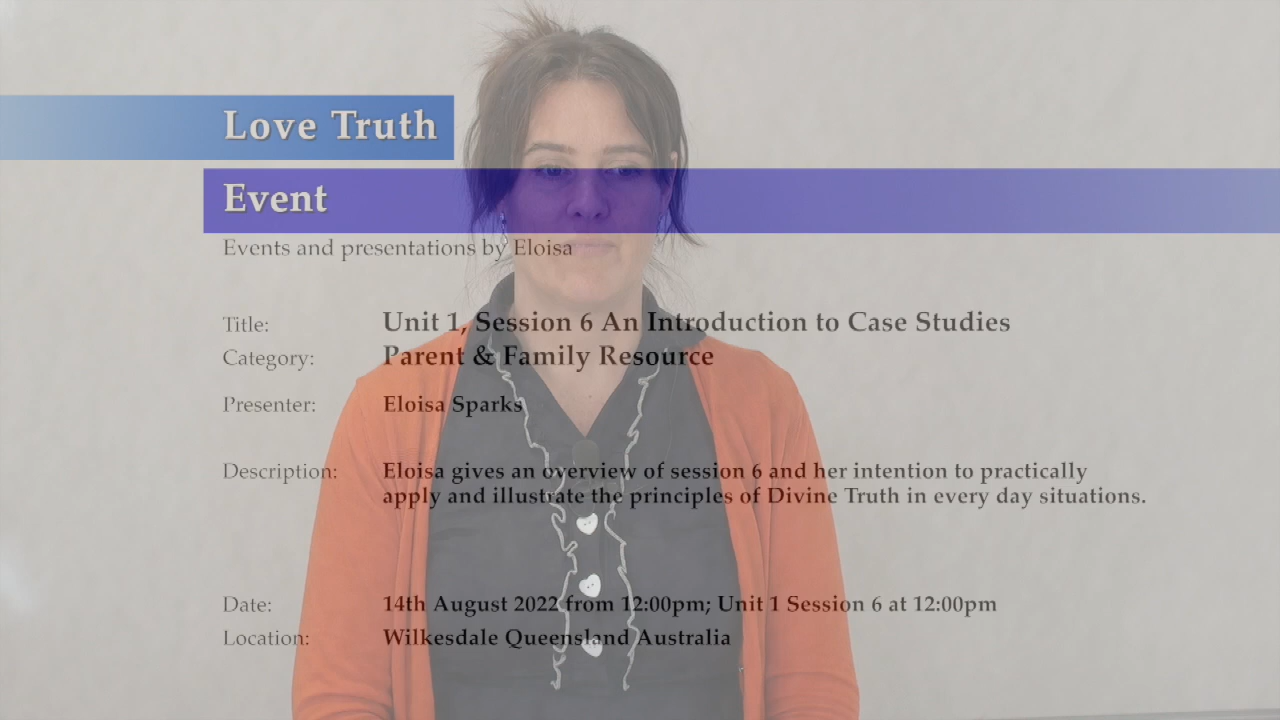 Love Truth
Event
Events and presentations by Eloisa
Title: Unit 1, Session 6 An Introduction to Case Studies
Category: Parent & Family Resource
Presenter: Eloisa Sparks
Description: Eloisa gives an overview of session 6 and her intention to practically
apply and illustrate the principles of Divine Truth in every day situations.
Date: 14th August 2022 from 12:00pm; Unit 1 Session 6 at 12:00pm
Location: Wilkesdale Queensland Australia